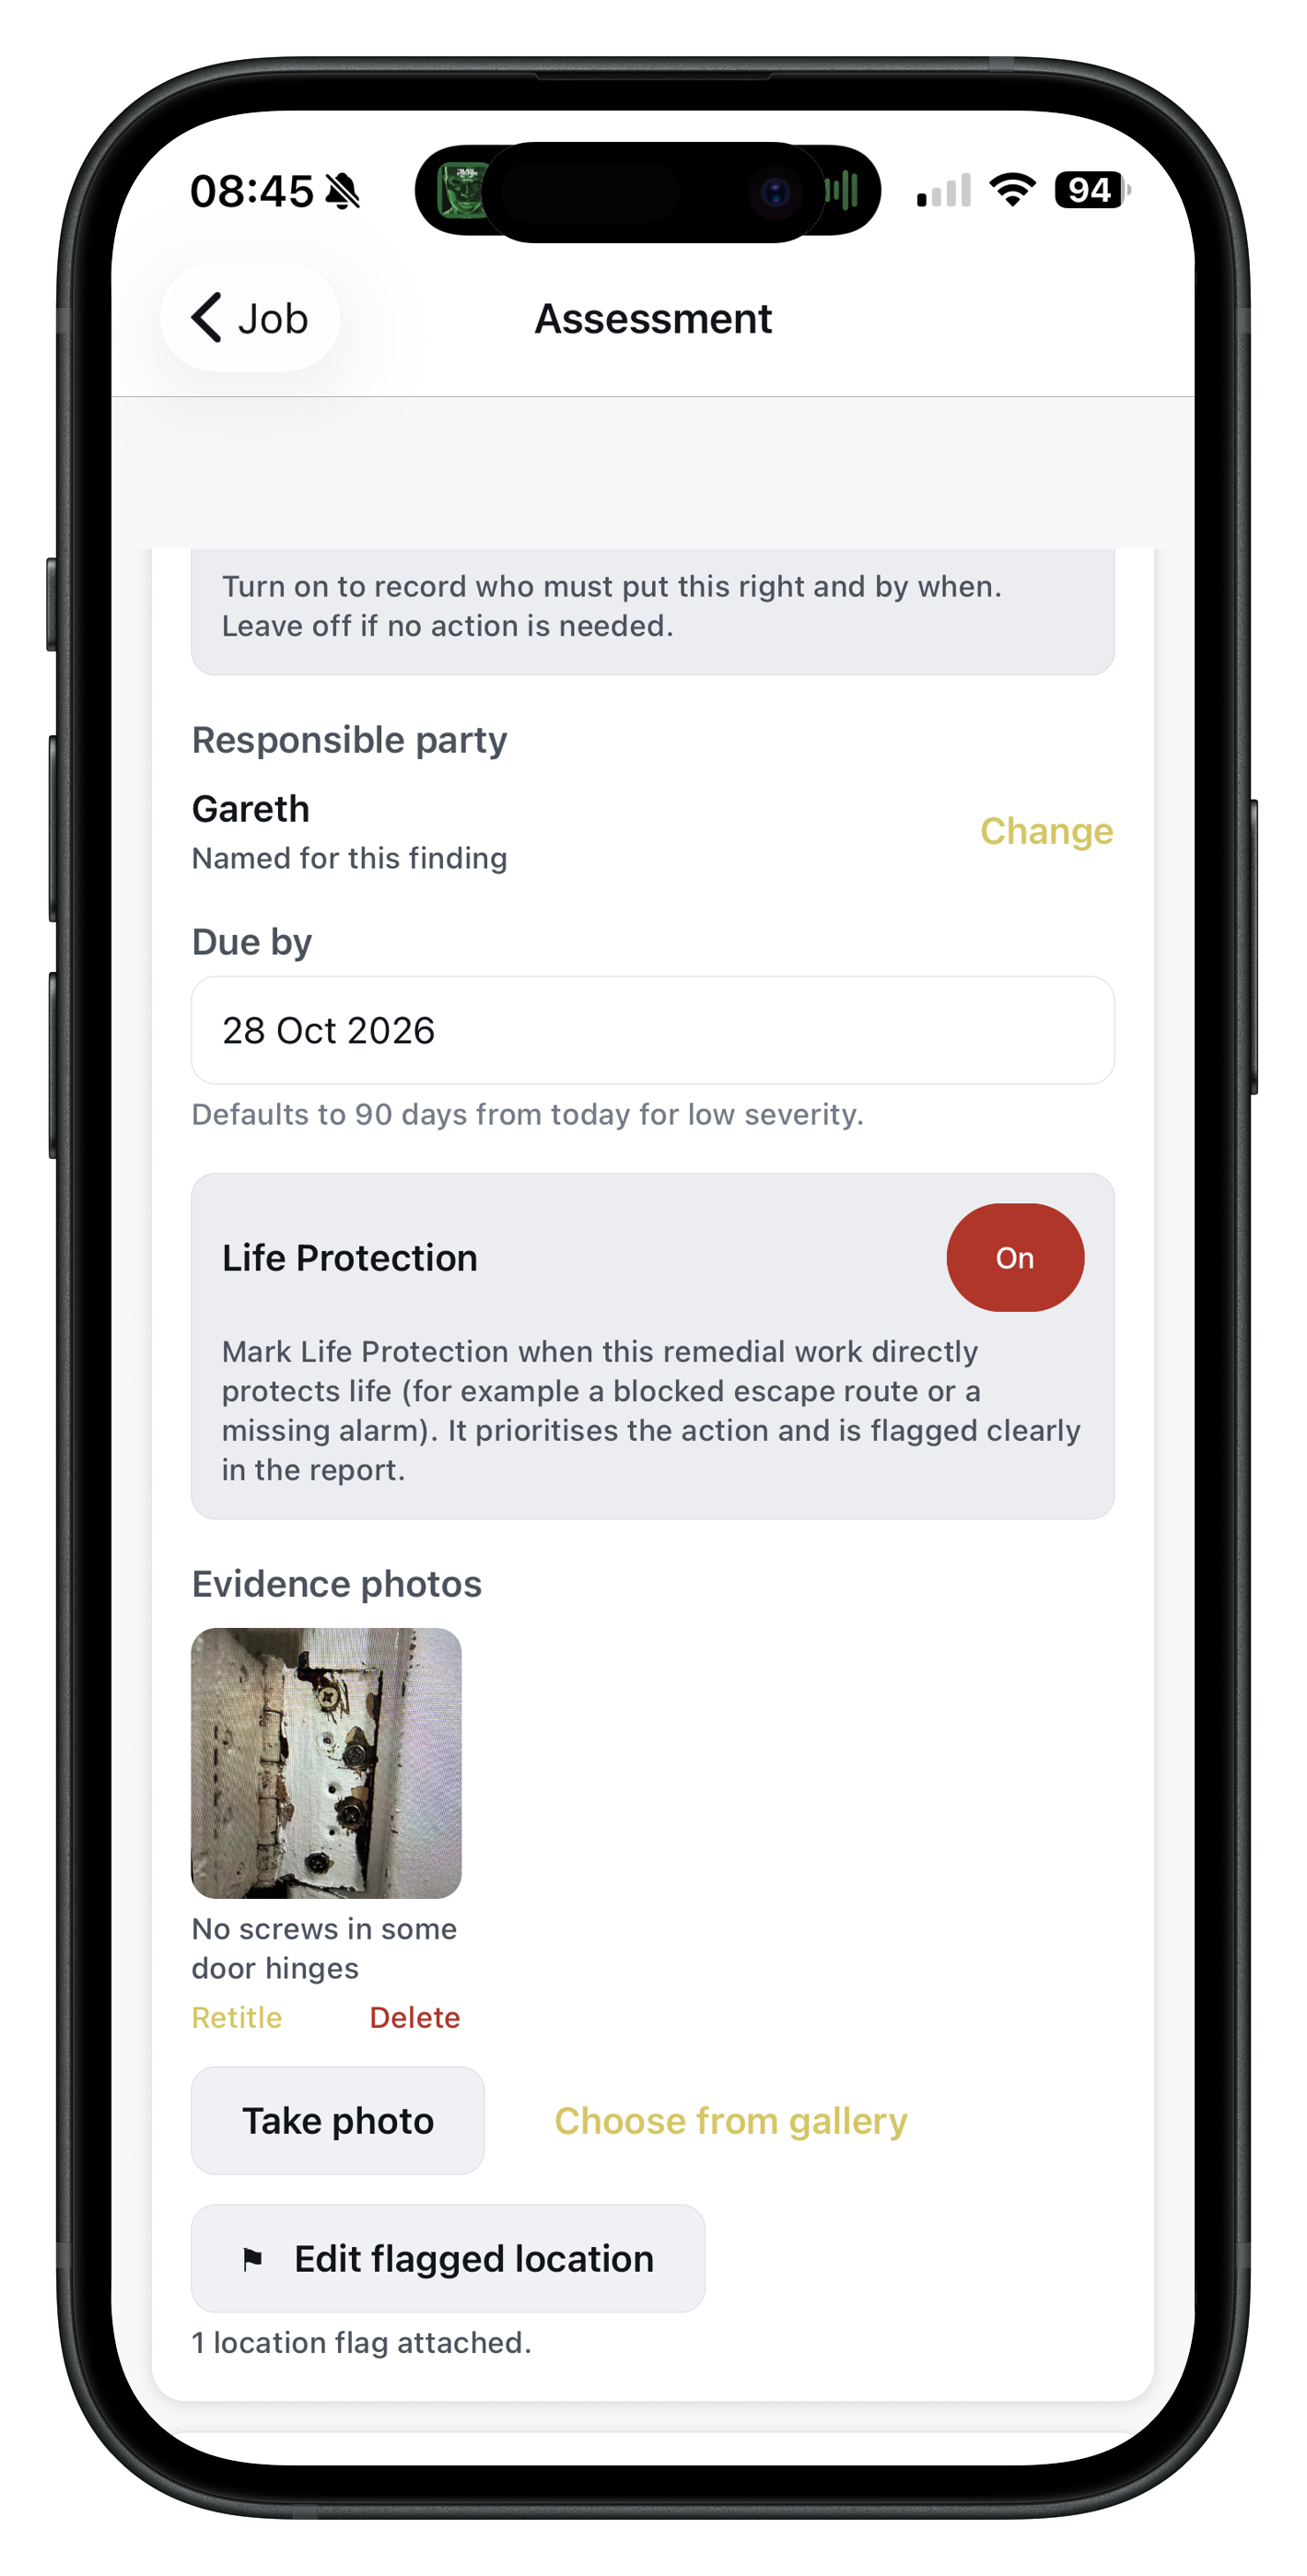 08:45
94
Job
Assessment
Turn on to record who must put this right and by when.
Leave off if no action is needed.
Responsible party
Gareth
Change
Named for this finding
Due by
28 Oct 2026
Defaults to 90 days from today for low severity.
Life Protection
On
Mark Life Protection when this remedial work directly
protects life (for example a blocked escape route or a
missing alarm). It prioritises the action and is flagged clearly
in the report.
Evidence photos
No screws in some
door hinges
Retitle
Delete
Take photo
Choose from gallery
Edit flagged location
1 location flag attached.